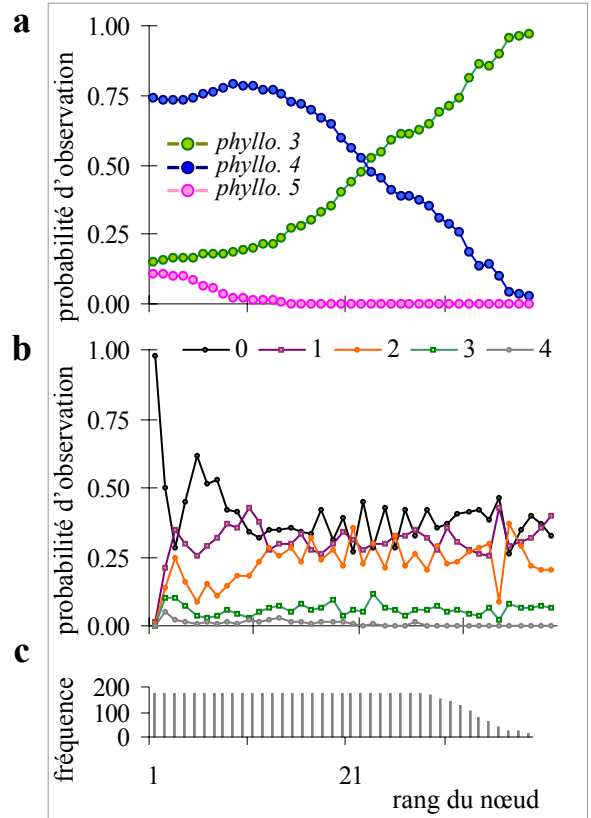 a
probabilité d'observation
1.00
0.75
0.50
0.25
0.00
phyllo. 3
phyllo. 4
phyllo. 5
b
probabilité d'observation
0 1 2 3 4
1.00
0.75
0.50
0.25
0.00
c
fréquence
200
100
0
1 21
rang du nœud